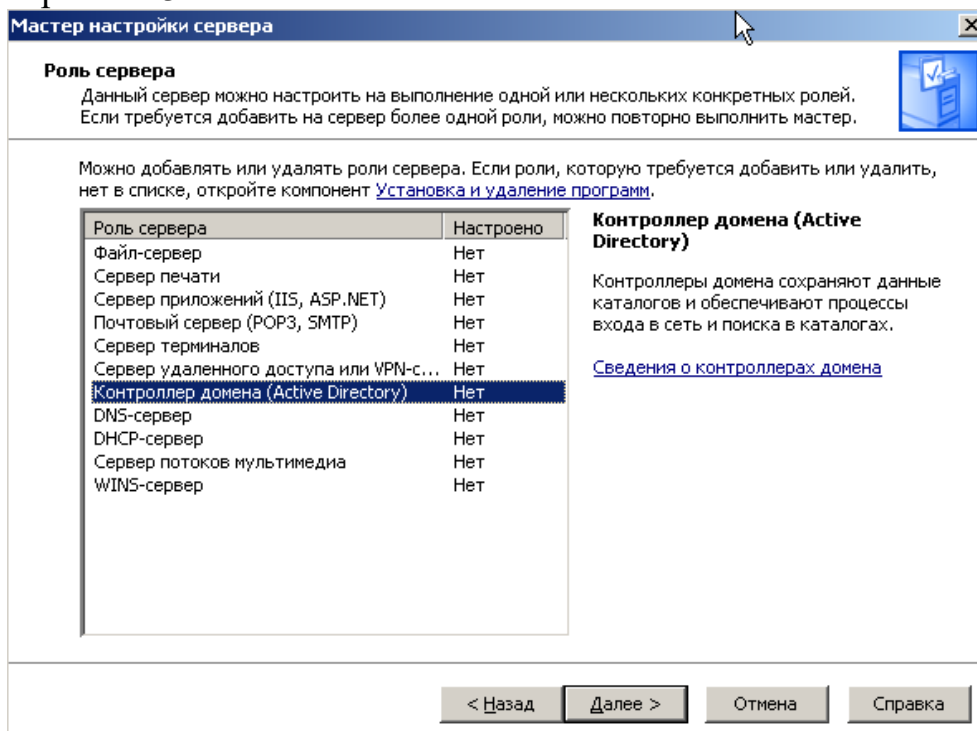 Мастер настройки сервера
Роль сервера
Данный сервер можно настроить на выполнение одной или нескольких конкретных ролей.
Если требуется добавить на сервер более одной роли, можно повторно выполнить мастер.
Можно добавлять или удалять роли сервера. Если роли, которую требуется добавить или удалить,
нет в списке, откройте компонент Установка и удаление программ.
Роль сервера Настроено
Файл-сервер Нет
Сервер печати Нет
Сервер приложений (IIS, ASP.NET) Нет
Почтовый сервер (POP3, SMTP) Нет
Сервер терминалов Нет
Сервер удаленного доступа или VPN-с... Нет
Контроллер домена (Active Directory) Нет
DNS-сервер Нет
DHCP-сервер Нет
Сервер потоков мультимедиа Нет
WINS-сервер Нет
Контроллер домена (Active
Directory)
Контроллеры домена сохраняют данные
каталогов и обеспечивают процессы
входа в сеть и поиска в каталогах.
Сведения о контроллерах домена
< Назад Далее > Отмена Справка